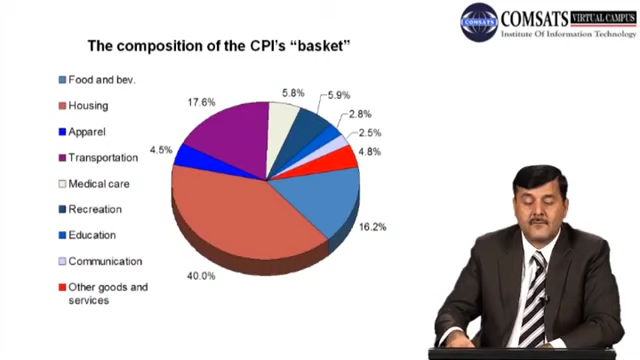 COMSATS VIRTUAL CAMPUS
Institute Of Information Technology
The composition of the CPI's “basket”
Food and bev.
Housing
Apparel
Transportation
Medical care
Recreation
Education
Communication
Other goods and
services
17.6%
5.8%
5.9%
2.8%
2.5%
4.8%
4.5%
16.2%
40.0%